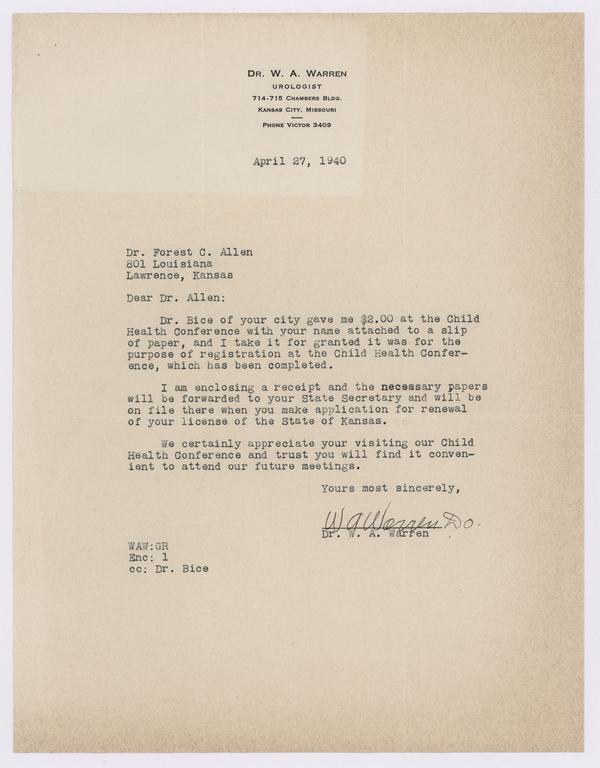 DR. W. A. WARREN
UROLOGIST
714-715 CHAMBERS BLDG.
KANSAS CITY, MISSOURI
PHONE VICTOR 3409
April 27, 1940
Dr. Forest C. Allen
801 Louisiana
Lawrence, Kansas
Dear Dr. Allen:
Dr. Bice of your city gave me $2.00 at the Child
Health Conference with your name attached to a slip
of paper, and I take it for granted it was for the
purpose of registration at the Child Health Confer-
ence, which has been completed.
I am enclosing a receipt and the necessary papers
will be forwarded to your State Secretary and will be
on file there when you make application for renewal
of your license of the State of Kansas.
We certainly appreciate your visiting our Child
Health Conference and trust you will find it conven-
ient to attend our future meetings.
Yours most sincerely,
W A Warren Do.
Dr. W. A. Warren
WAW:GR
Enc: 1
cc: Dr. Bice